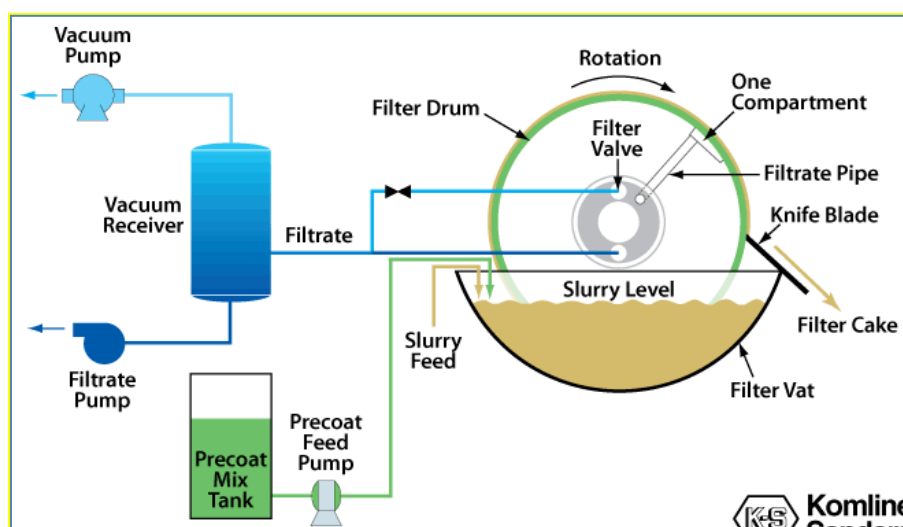 Vacuum
Pump
Rotation
One
Compartment
Filter Drum
Filter
Valve
Filtrate Pipe
Vacuum
Receiver
Filtrate
Knife Blade
Slurry Level
Slurry
Feed
Filter Cake
Filtrate
Pump
Filter Vat
Precoat
Feed
Pump
Precoat
Mix
Tank
K-S
Komline